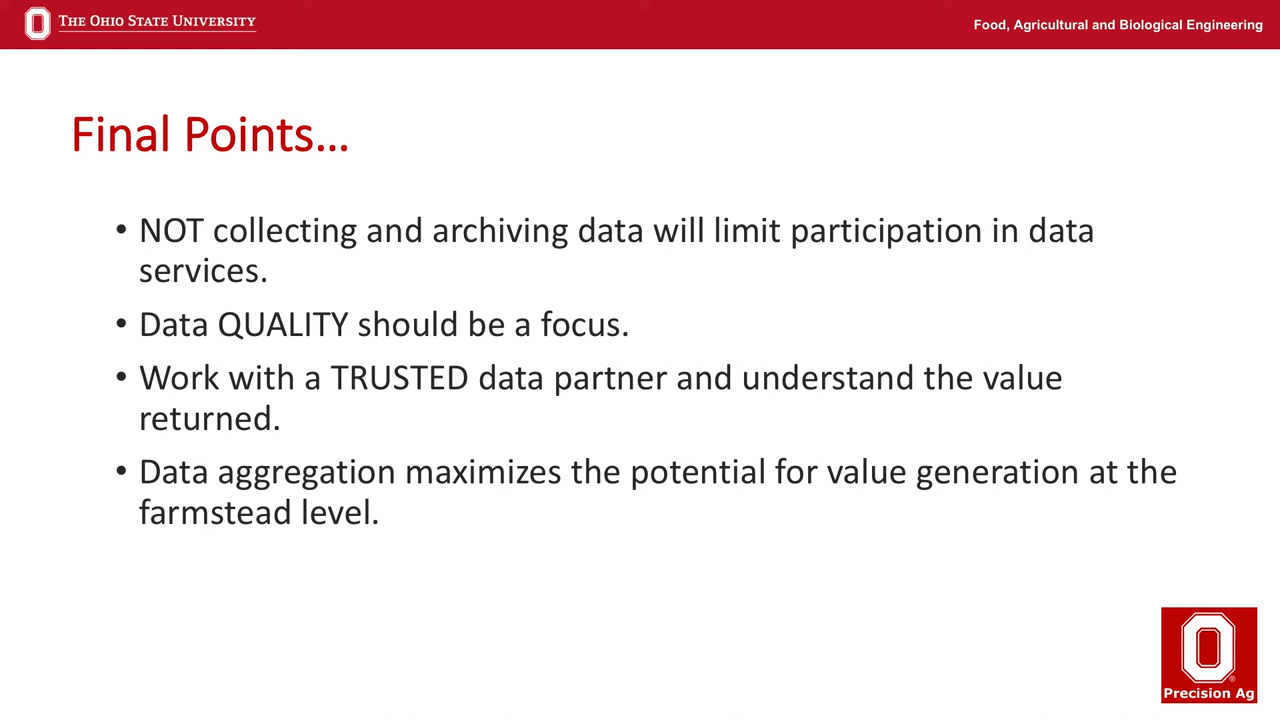 THE OHIO STATE UNIVERSITY
Food, Agricultural and Biological Engineering
Final Points...
• NOT collecting and archiving data will limit participation in data
services.
• Data QUALITY should be a focus.
• Work with a TRUSTED data partner and understand the value
returned.
• Data aggregation maximizes the potential for value generation at the
farmstead level.
®
Precision Ag